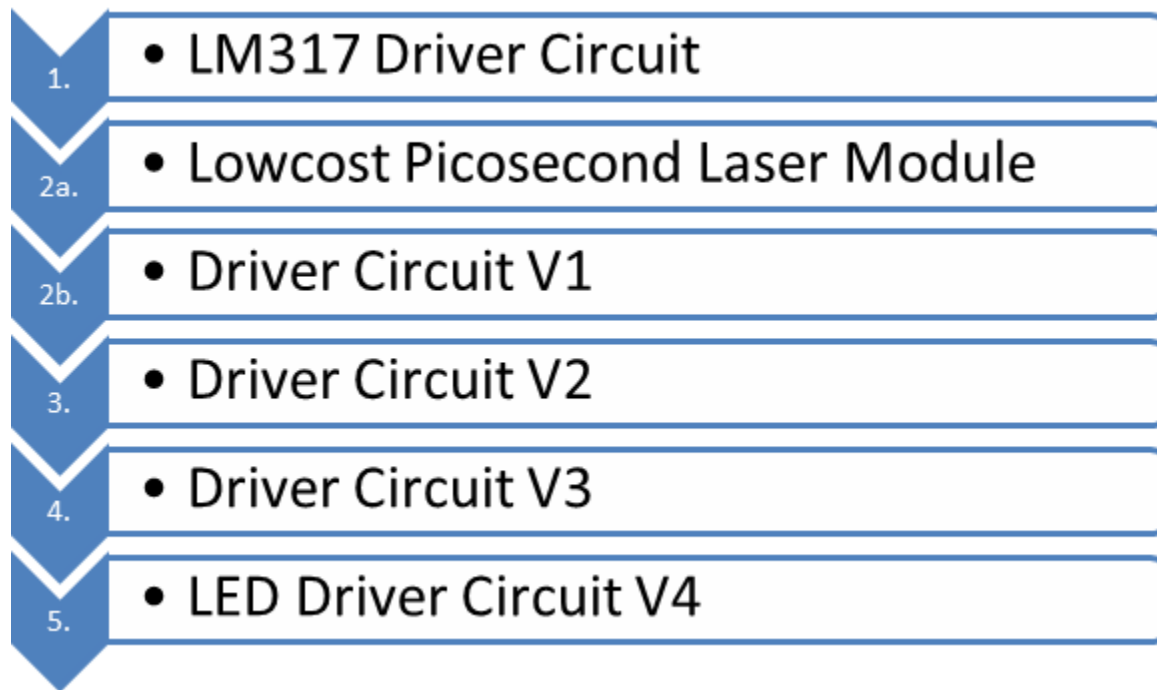 1. • LM317 Driver Circuit
2a. • Lowcost Picosecond Laser Module
2b. • Driver Circuit V1
3. • Driver Circuit V2
4. • Driver Circuit V3
5. • LED Driver Circuit V4